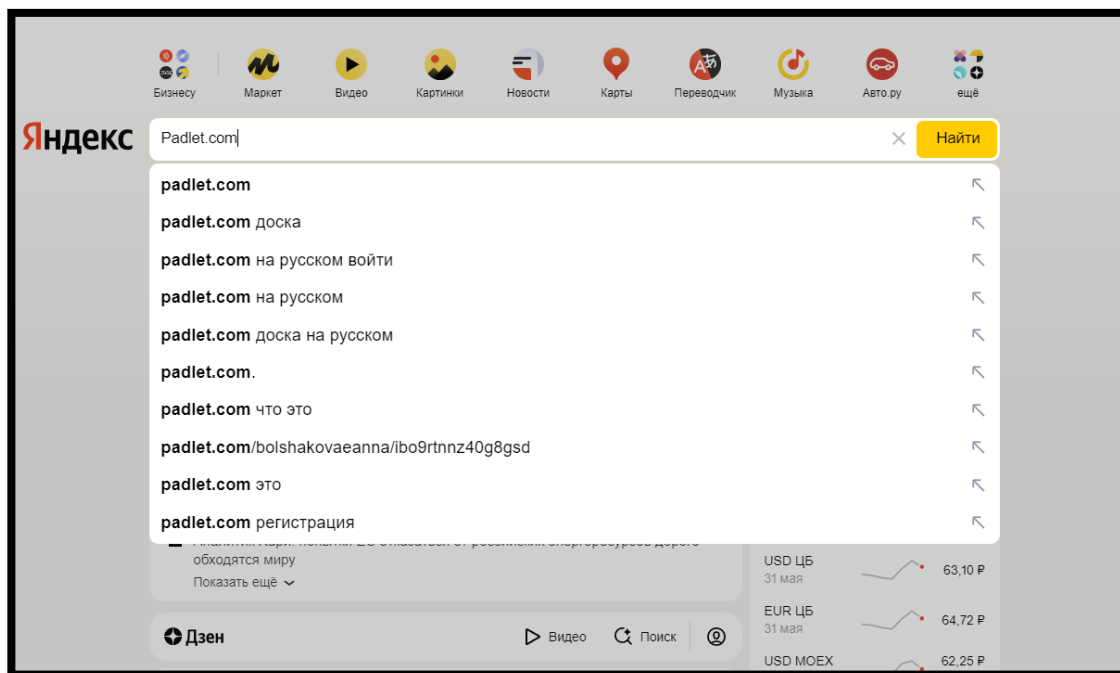 Бизнесу Маркет Видео Картинки Новости Карты Переводчик Музыка Авто.ру ещё
Яндекс Padlet.com Найти
padlet.com
padlet.com доска
padlet.com на русском войти
padlet.com на русском
padlet.com доска на русском
padlet.com.
padlet.com что это
padlet.com/bolshakovaeanna/ibo9rtnnz40g8gsd
padlet.com это
padlet.com регистрация
обходятся миру
Показать ещё
USD ЦБ 63,10 ₽
31 мая
EUR ЦБ 64,72 ₽
31 мая
USD MOEX 62,25 ₽
Дзен Видео Поиск